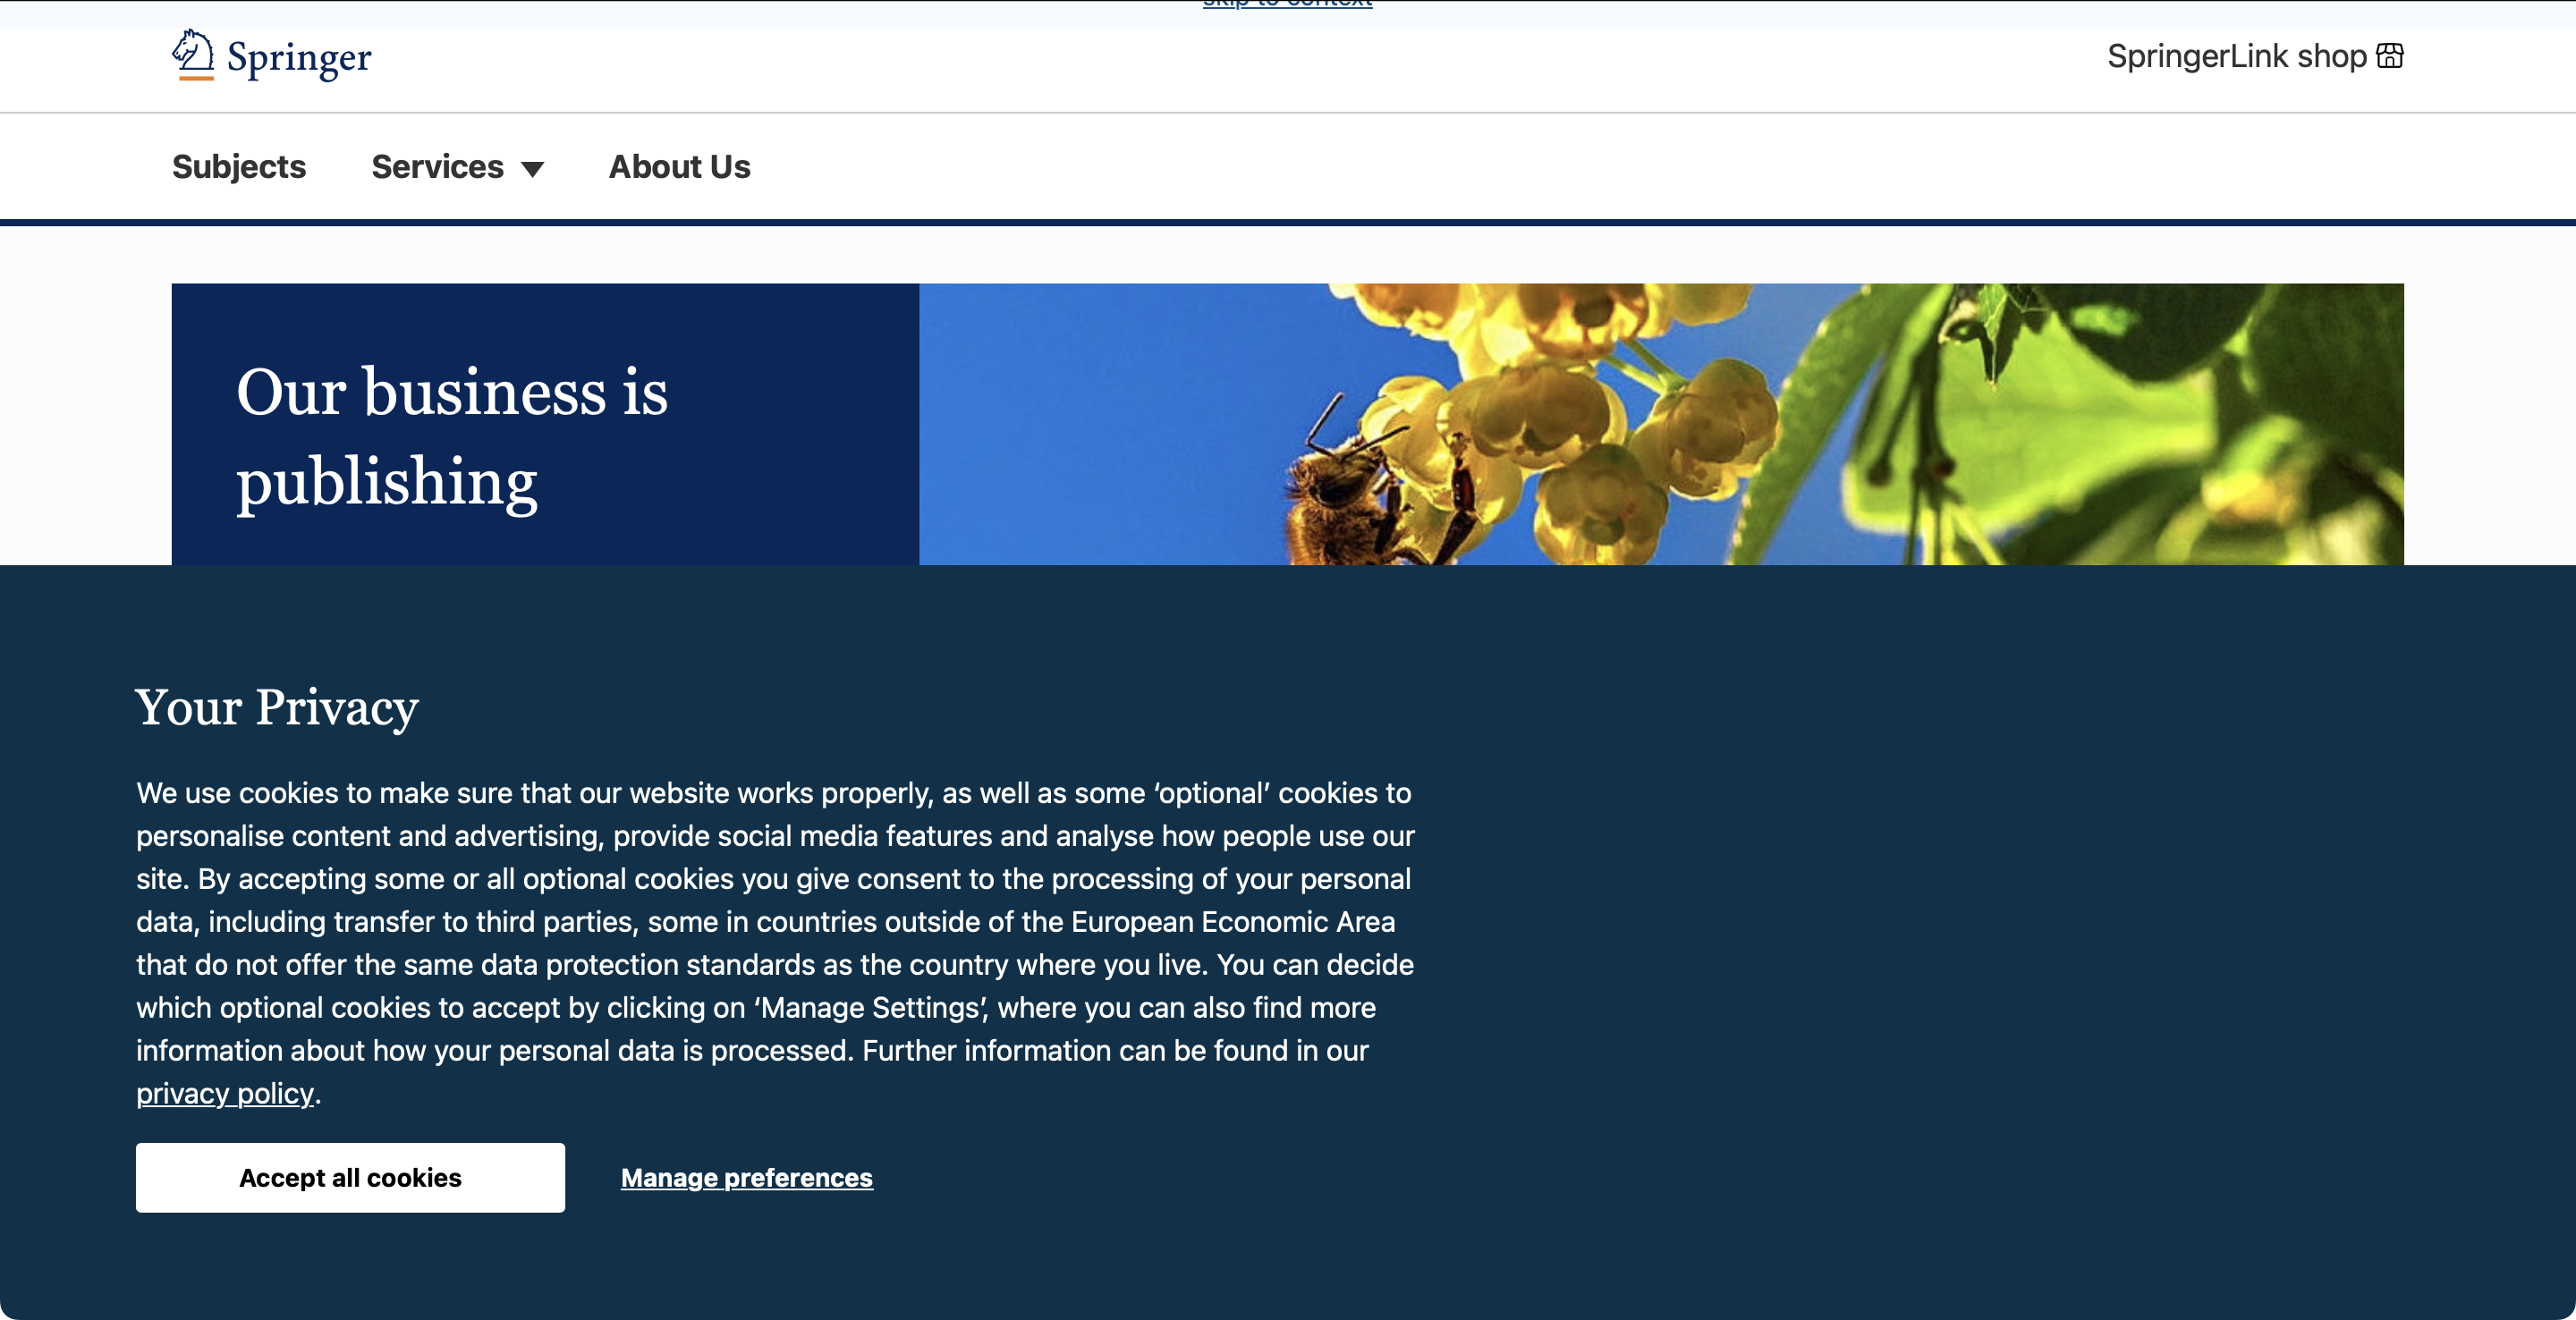 skip to context
Springer
SpringerLink shop
Subjects
Services
About Us
Our business is
publishing
Your Privacy
We use cookies to make sure that our website works properly, as well as some ‘optional’ cookies to
personalise content and advertising, provide social media features and analyse how people use our
site. By accepting some or all optional cookies you give consent to the processing of your personal
data, including transfer to third parties, some in countries outside of the European Economic Area
that do not offer the same data protection standards as the country where you live. You can decide
which optional cookies to accept by clicking on ‘Manage Settings’, where you can also find more
information about how your personal data is processed. Further information can be found in our
privacy policy.
Accept all cookies
Manage preferences